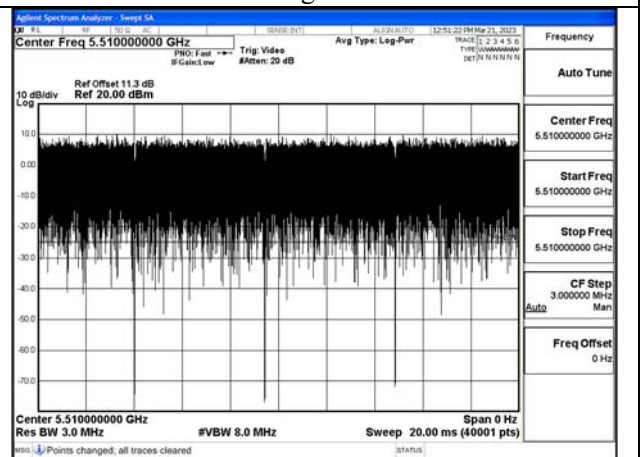 Agilent Spectrum Analyzer - Swept SA
RL RF 50 Ω AC SENSE:INT ALIGN AUTO 12:51:22 PM Mar 21, 2023
Center Freq 5.510000000 GHz
PNO: Fast
IFGain:Low
Trig: Video
#Atten: 20 dB
Avg Type: Log-Pwr
TRACE 1 2 3 4 5 6
TYPE
DET N N N N N N
Ref Offset 11.3 dB
10 dB/div Ref 20.00 dBm
Log
10.0
0.00
-10.0
-20.0
-30.0
-40.0
-50.0
-60.0
-70.0
Center 5.510000000 GHz Span 0 Hz
Res BW 3.0 MHz #VBW 8.0 MHz Sweep 20.00 ms (40001 pts)
MSG Points changed; all traces cleared STATUS
Frequency
Auto Tune
Center Freq
5.510000000 GHz
Start Freq
5.510000000 GHz
Stop Freq
5.510000000 GHz
CF Step
3.000000 MHz
Auto Man
Freq Offset
0 Hz